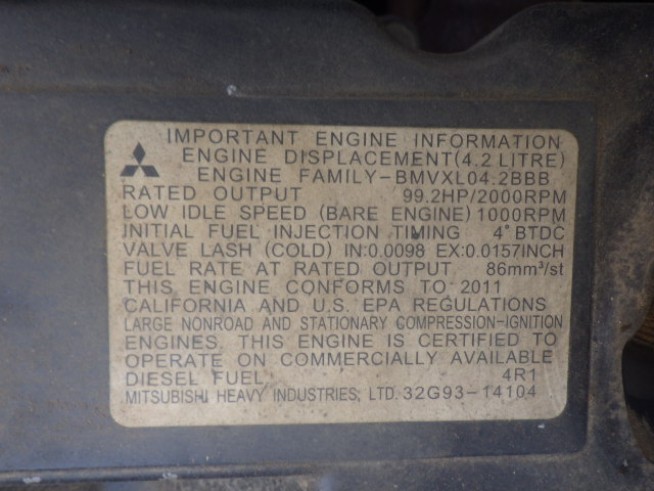 IMPORTANT ENGINE INFORMATION
ENGINE DISPLACEMENT(4.2 LITRE)
ENGINE FAMILY-BMVXL04.2BBB
RATED OUTPUT 99.2HP/2000RPM
LOW IDLE SPEED (BARE ENGINE) 1000RPM
INITIAL FUEL INJECTION TIMING 4° BTDC
VALVE LASH (COLD) IN:0.0098 EX:0.0157INCH
FUEL RATE AT RATED OUTPUT 86mm³/st
THIS ENGINE CONFORMS TO 2011
CALIFORNIA AND U.S. EPA REGULATIONS
LARGE NONROAD AND STATIONARY COMPRESSION-IGNITION
ENGINES. THIS ENGINE IS CERTIFIED TO
OPERATE ON COMMERCIALLY AVAILABLE
DIESEL FUEL. 4R1
MITSUBISHI HEAVY INDUSTRIES, LTD. 32G93-14104